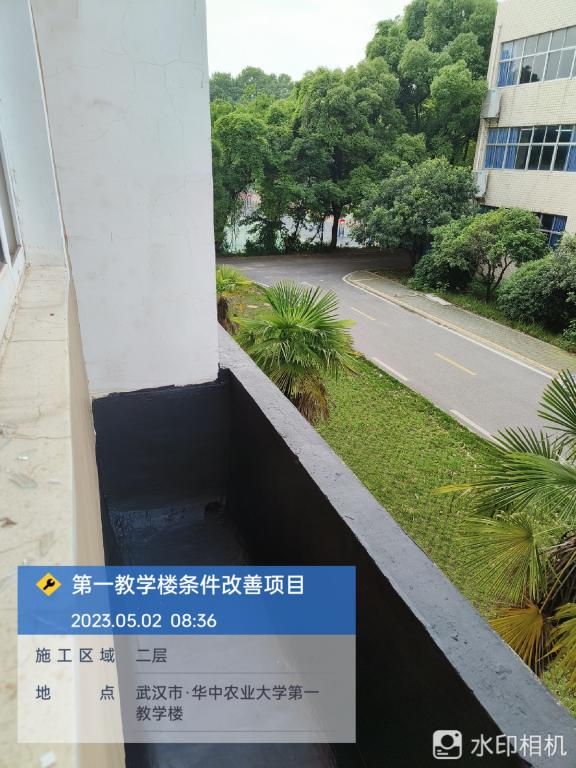 第一教学楼条件改善项目
2023.05.02 08:36
施工区域 二层
地点 武汉市·华中农业大学第一
教学楼
水印相机